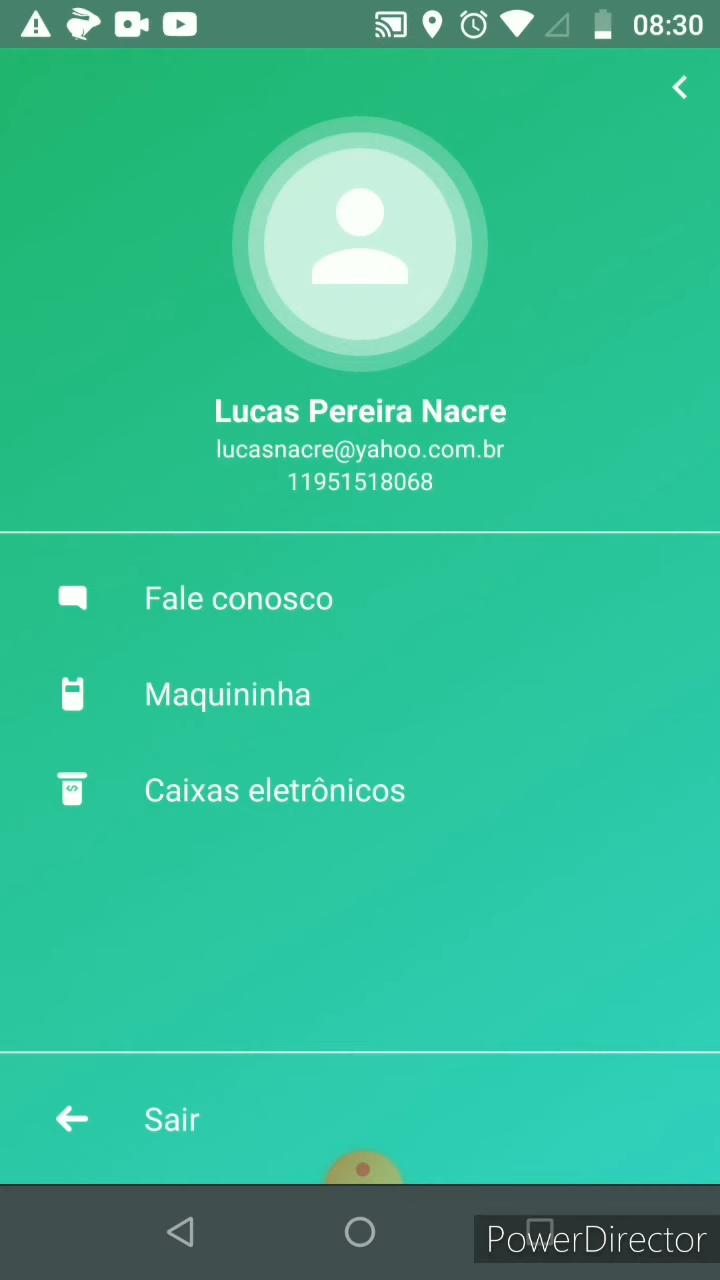 08:30
Lucas Pereira Nacre
lucasnacre@yahoo.com.br
11951518068
Fale conosco
Maquininha
Caixas eletrônicos
Sair
PowerDirector